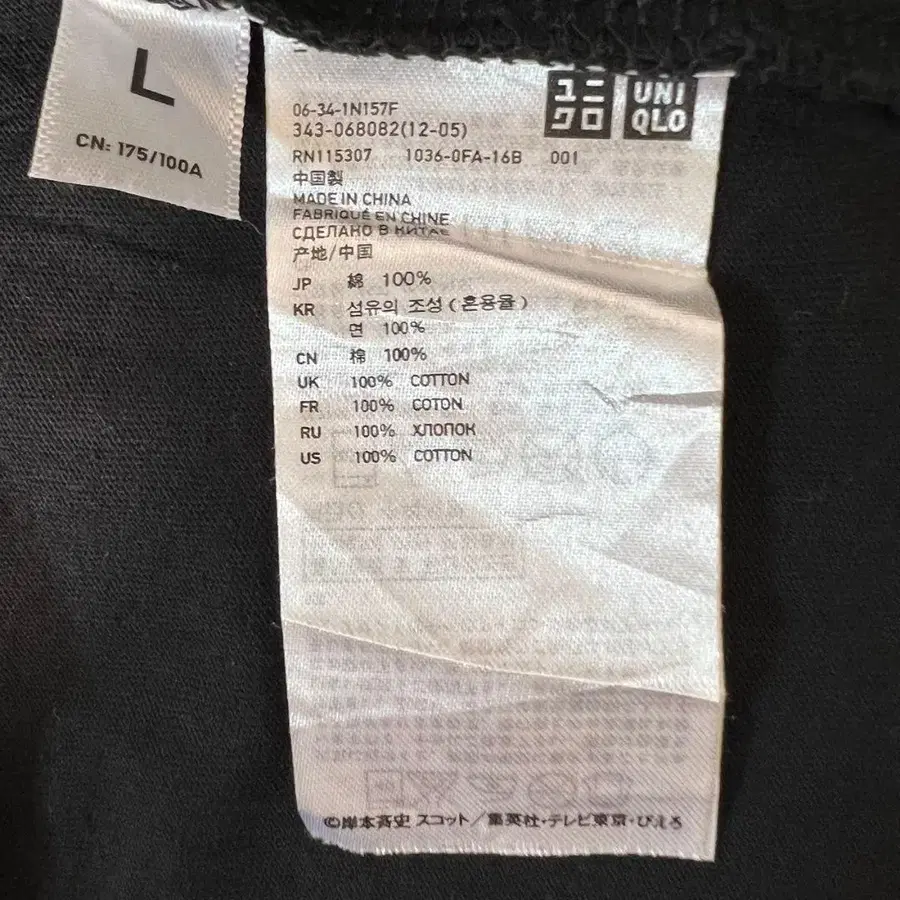 L
CN: 175/100A
ユニ
クロ
UNI
QLO
06-34-1N157F
343-068082(12-05)
RN115307 1036-0FA-16B 001
中国製
MADE IN CHINA
FABRIQUÉ EN CHINE
СДЕЛАНО В КИТАЕ
产地/中国
JP 綿 100%
KR 섬유의 조성 (혼용율)
면 100%
CN 棉 100%
UK 100% COTTON
FR 100% COTON
RU 100% ХЛОПОК
US 100% COTTON
©岸本斉史 スコット/集英社・テレビ東京・ぴえろ